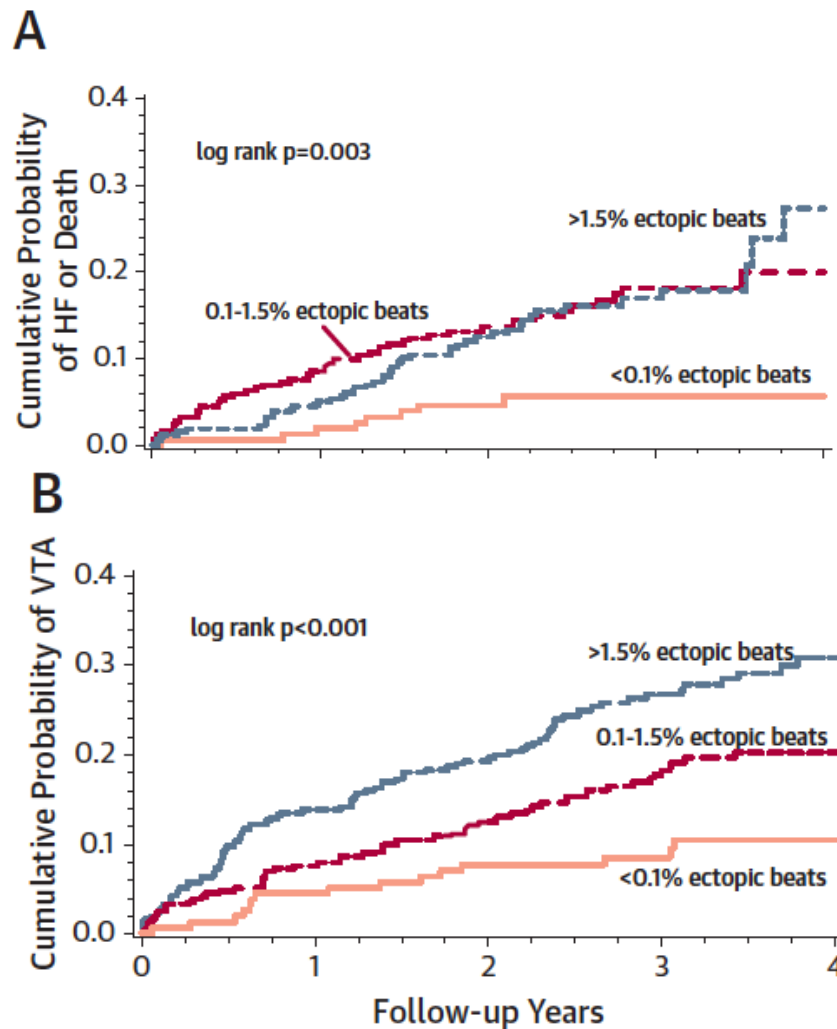 A
Cumulative Probability
of HF or Death
0.4
0.3
0.2
0.1
0.0
log rank p=0.003
>1.5% ectopic beats
0.1-1.5% ectopic beats
<0.1% ectopic beats
B
Cumulative Probability of VTA
0.4
0.3
0.2
0.1
0.0
log rank p<0.001
>1.5% ectopic beats
0.1-1.5% ectopic beats
<0.1% ectopic beats
0 1 2 3 4
Follow-up Years